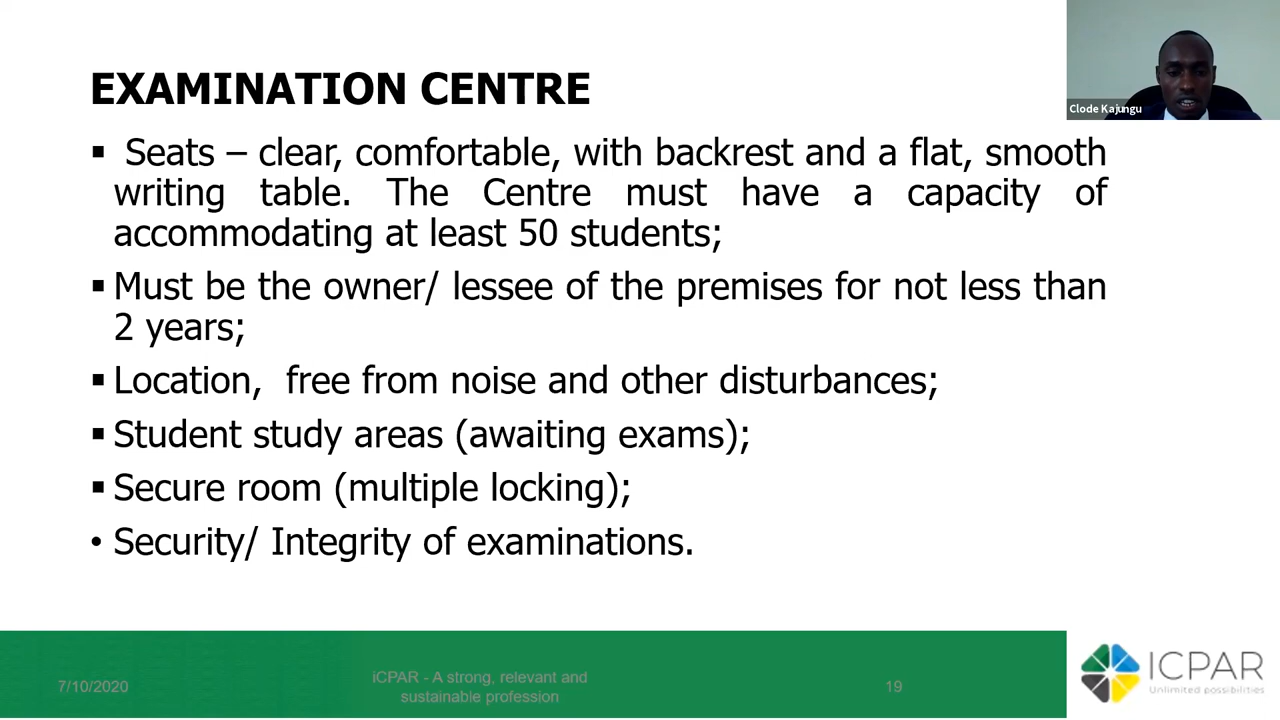 EXAMINATION CENTRE
Clode Kajungu
▪ Seats – clear, comfortable, with backrest and a flat, smooth
writing table. The Centre must have a capacity of
accommodating at least 50 students;
▪ Must be the owner/ lessee of the premises for not less than
2 years;
▪ Location, free from noise and other disturbances;
▪ Student study areas (awaiting exams);
▪ Secure room (multiple locking);
• Security/ Integrity of examinations.
7/10/2020
iCPAR - A strong, relevant and
sustainable profession
19
ICPAR
Unlimited possibilities